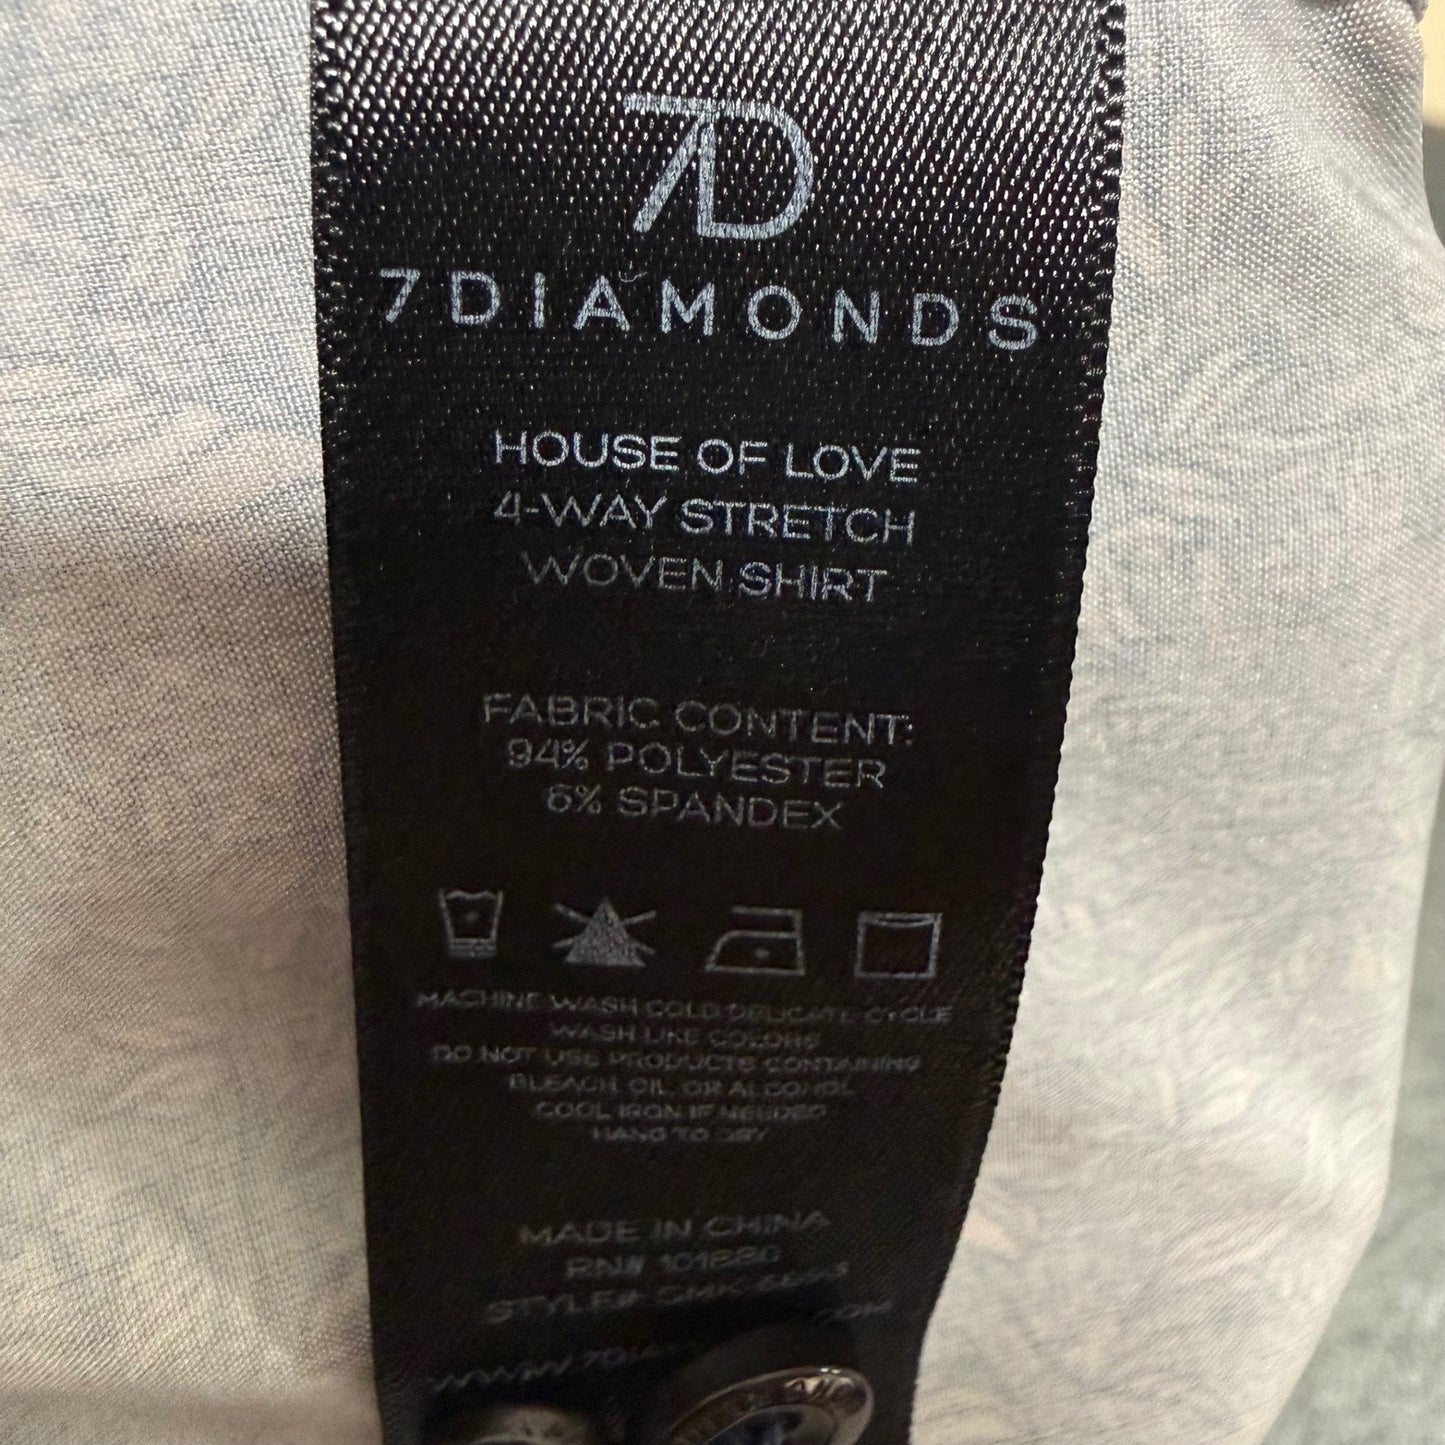 7D
7DIAMONDS
HOUSE OF LOVE
4-WAY STRETCH
WOVEN SHIRT
FABRIC CONTENT:
94% POLYESTER
6% SPANDEX
MACHINE WASH COLD DELICATE CYCLE
WASH LIKE COLORS
DO NOT USE PRODUCTS CONTAINING
BLEACH, OIL, OR ALCOHOL
COOL IRON IF NEEDED
HANG TO DRY
MADE IN CHINA
RN#
STYLE#